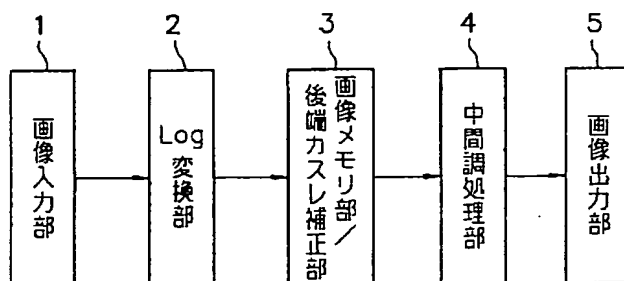 1
2
3
4
5
画像入力部
Log
変換部
画像メモリ部/
後端カスレ補正部
中間調処理部
画像出力部